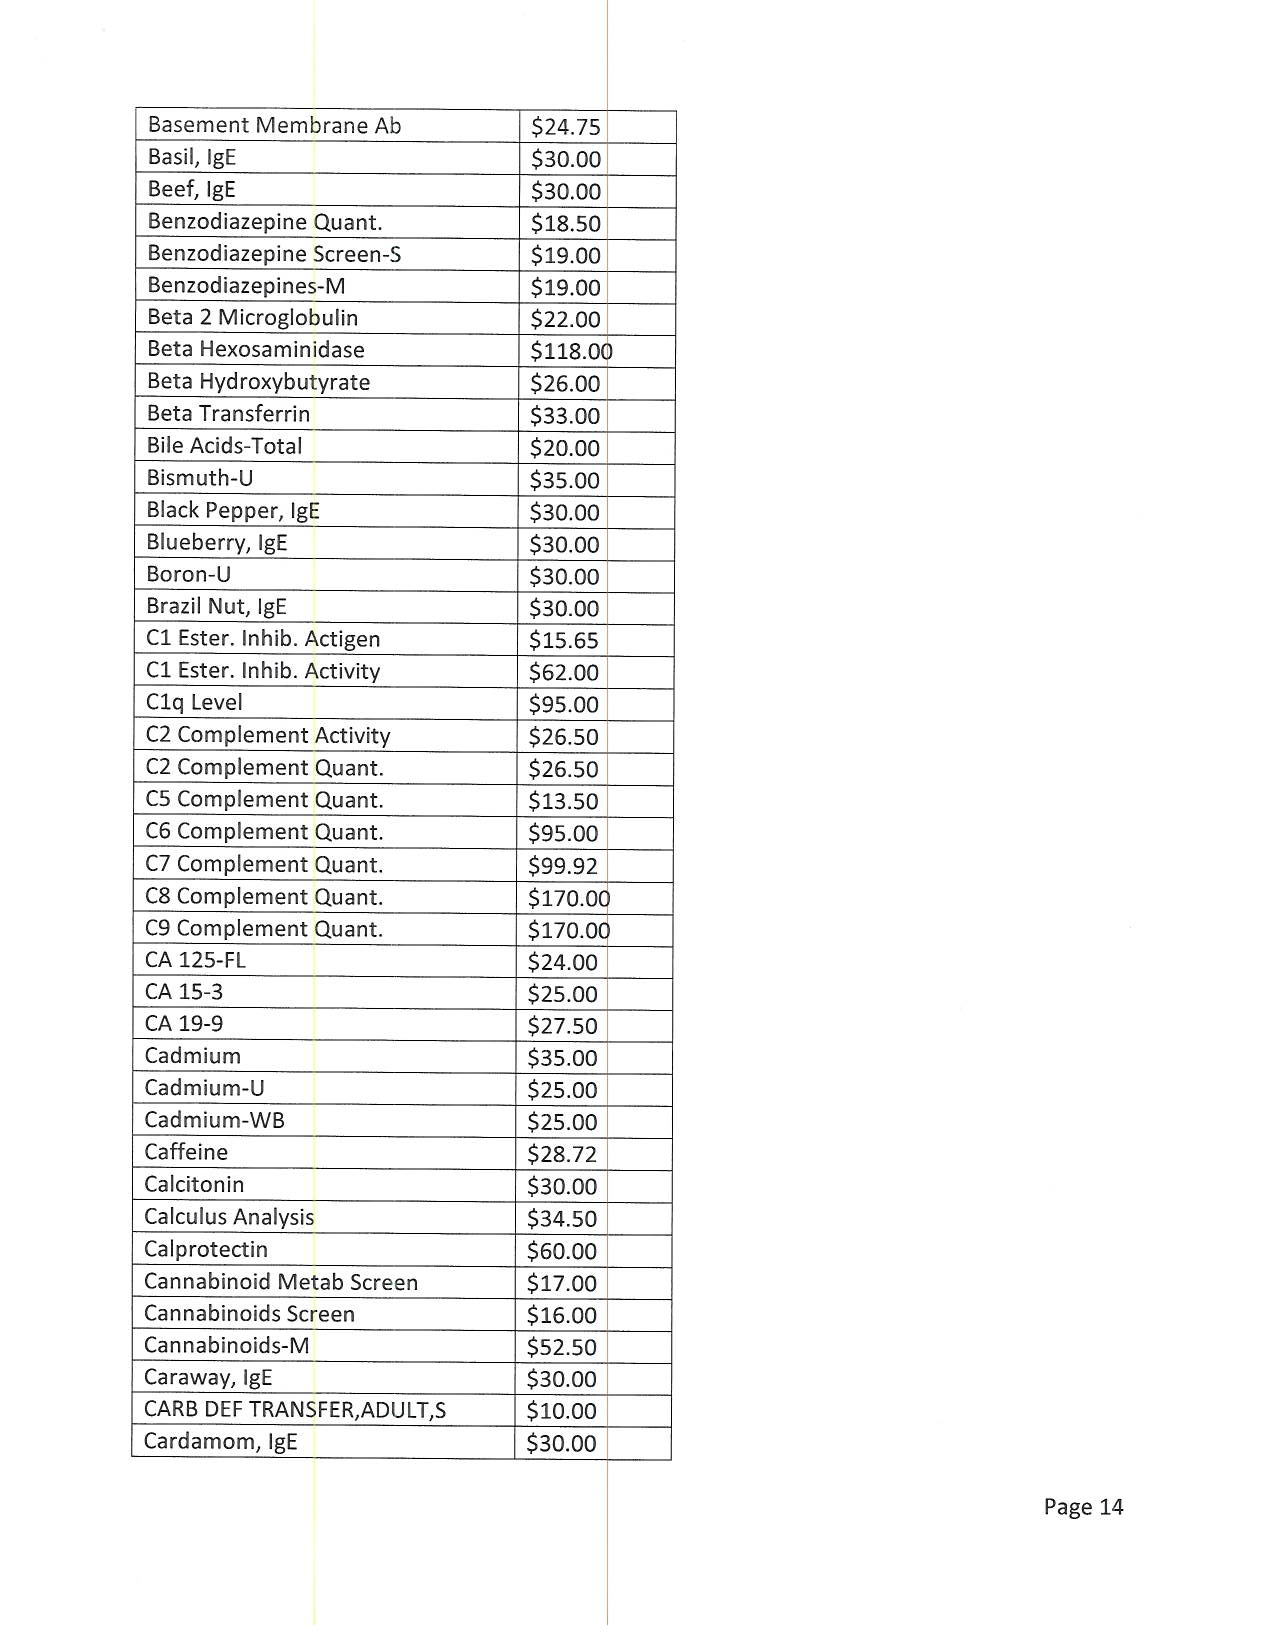 Basement Membrane Ab $24.75
Basil, IgE $30.00
Beef, IgE $30.00
Benzodiazepine Quant. $18.50
Benzodiazepine Screen-S $19.00
Benzodiazepines-M $19.00
Beta 2 Microglobulin $22.00
Beta Hexosaminidase $118.00
Beta Hydroxybutyrate $26.00
Beta Transferrin $33.00
Bile Acids-Total $20.00
Bismuth-U $35.00
Black Pepper, IgE $30.00
Blueberry, IgE $30.00
Boron-U $30.00
Brazil Nut, IgE $30.00
C1 Ester. Inhib. Actigen $15.65
C1 Ester. Inhib. Activity $62.00
C1q Level $95.00
C2 Complement Activity $26.50
C2 Complement Quant. $26.50
C5 Complement Quant. $13.50
C6 Complement Quant. $95.00
C7 Complement Quant. $99.92
C8 Complement Quant. $170.00
C9 Complement Quant. $170.00
CA 125-FL $24.00
CA 15-3 $25.00
CA 19-9 $27.50
Cadmium $35.00
Cadmium-U $25.00
Cadmium-WB $25.00
Caffeine $28.72
Calcitonin $30.00
Calculus Analysis $34.50
Calprotectin $60.00
Cannabinoid Metab Screen $17.00
Cannabinoids Screen $16.00
Cannabinoids-M $52.50
Caraway, IgE $30.00
CARB DEF TRANSFER,ADULT,S $10.00
Cardamom, IgE $30.00
Page 14